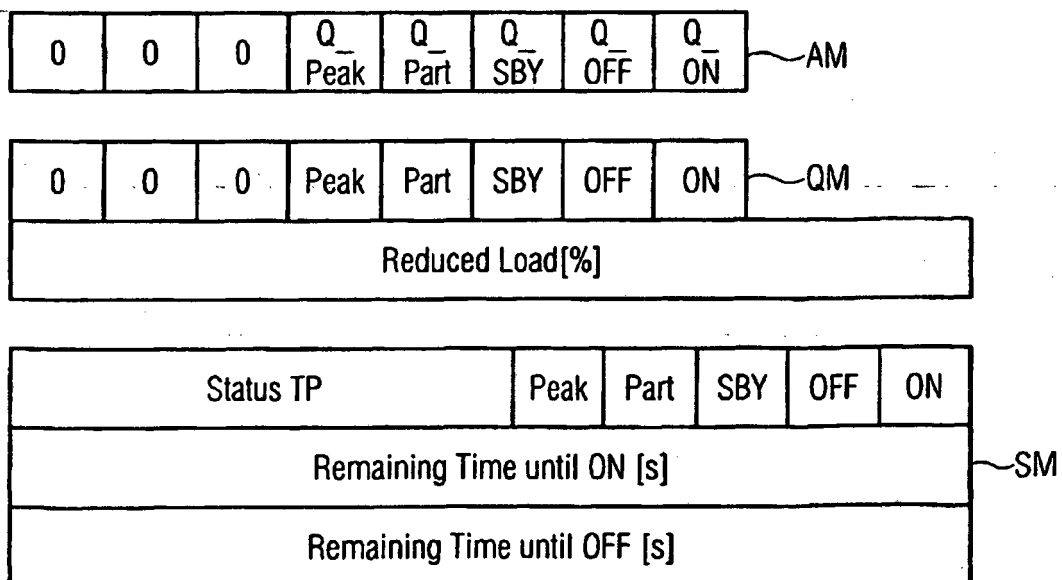 0 0 0 Q_ Peak Q_ Part Q_ SBY Q_ OFF Q_ ON AM
0 0 0 Peak Part SBY OFF ON QM
Reduced Load[%]
Status TP Peak Part SBY OFF ON
Remaining Time until ON [s]
SM
Remaining Time until OFF [s]